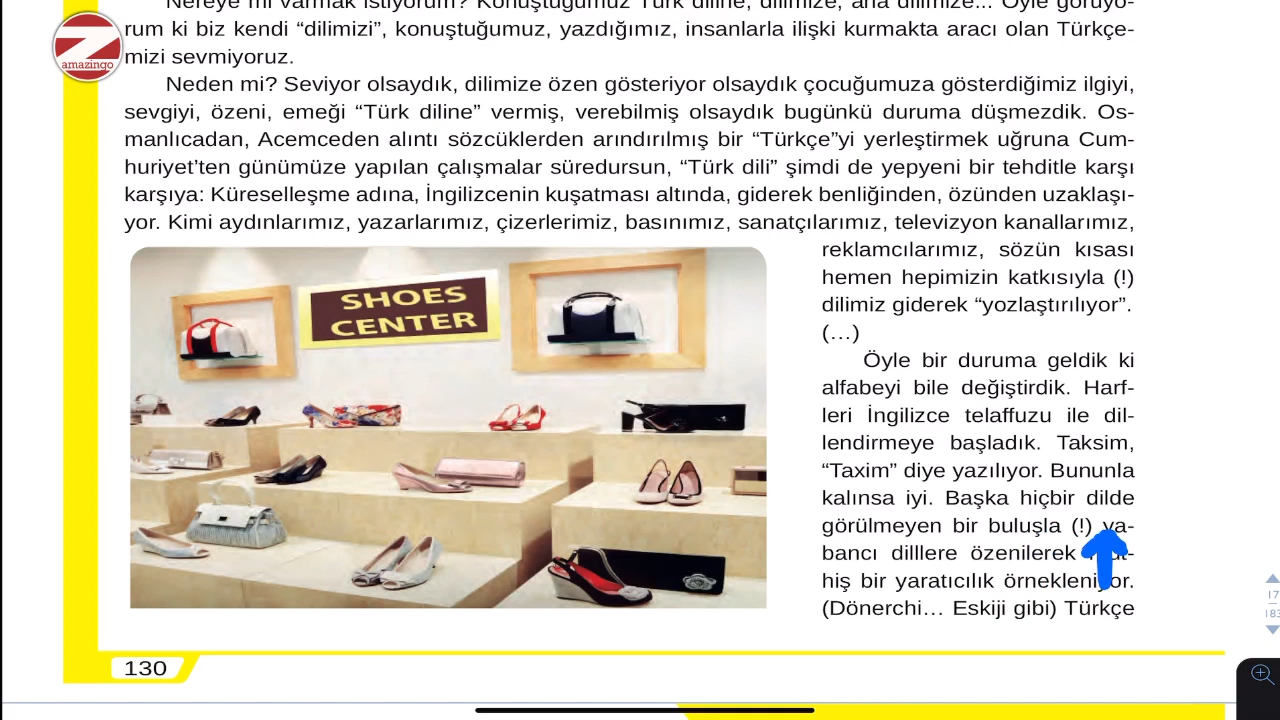 Nereye mi varmak istiyorum? Konuştuğumuz Türk diline, dilimize, ana dilimize... Öyle görüyo-
rum ki biz kendi “dilimizi”, konuştuğumuz, yazdığımız, insanlarla ilişki kurmakta aracı olan Türkçe-
mizi sevmiyoruz.
amazingo
Neden mi? Seviyor olsaydık, dilimize özen gösteriyor olsaydık çocuğumuza gösterdiğimiz ilgiyi,
sevgiyi, özeni, emeği “Türk diline” vermiş, verebilmiş olsaydık bugünkü duruma düşmezdik. Os-
manlıcadan, Acemceden alıntı sözcüklerden arındırılmış bir “Türkçe”yi yerleştirmek uğruna Cum-
huriyet’ten günümüze yapılan çalışmalar süredursun, “Türk dili” şimdi de yepyeni bir tehditle karşı
karşıya: Küreselleşme adına, İngilizcenin kuşatması altında, giderek benliğinden, özünden uzaklaşı-
yor. Kimi aydınlarımız, yazarlarımız, çizerlerimiz, basınımız, sanatçılarımız, televizyon kanallarımız,
reklamcılarımız, sözün kısası
hemen hepimizin katkısıyla (!)
dilimiz giderek “yozlaştırılıyor”.
(…)
Öyle bir duruma geldik ki
alfabeyi bile değiştirdik. Harf-
leri İngilizce telaffuzu ile dil-
lendirmeye başladık. Taksim,
“Taxim” diye yazılıyor. Bununla
kalınsa iyi. Başka hiçbir dilde
görülmeyen bir buluşla (!) ya-
bancı dilllere özenilerek
hiş bir yaratıcılık örnekleniyor.
(Dönerchi… Eskiji gibi) Türkçe
SHOES
CENTER
130
17
183